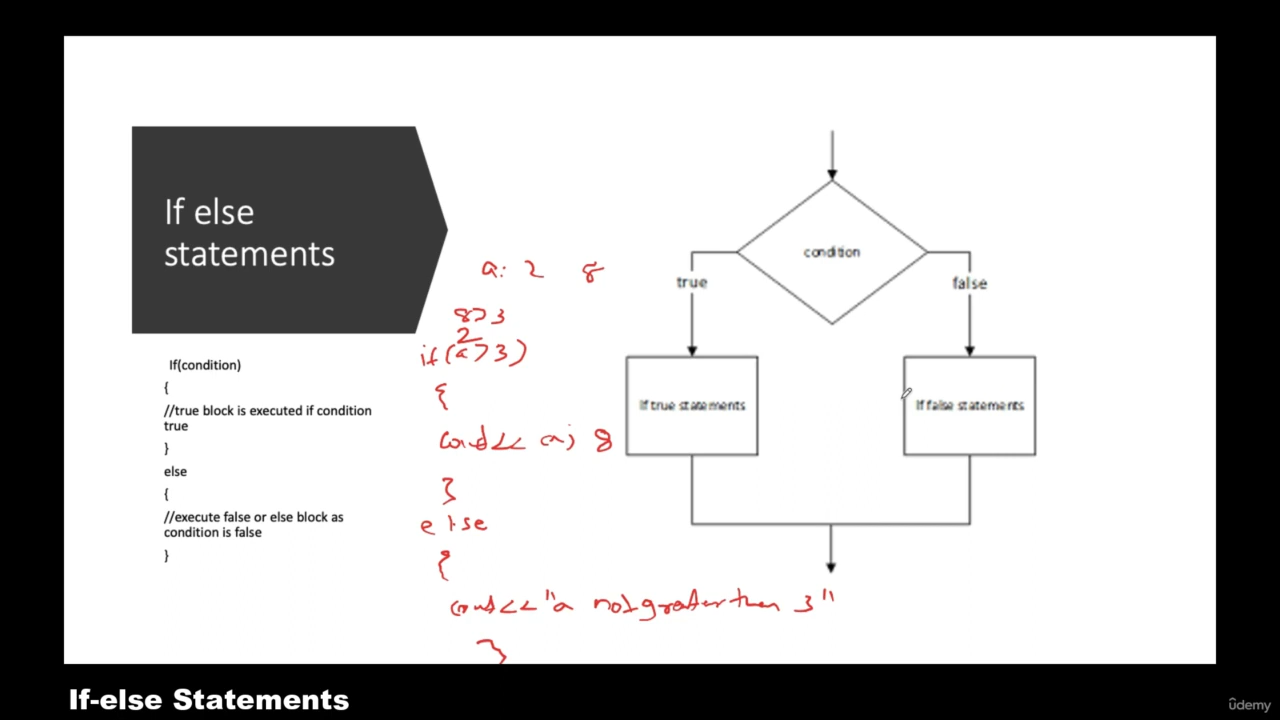 If else
statements
If(condition)
{
//true block is executed if condition
true
}
else
{
//execute false or else block as
condition is false
}
a: 2 8
8>3
2
if (a>3)
{
cout<< a; 8
}
else
{
cout<< "a not greater than 3"
}
condition
true
false
If true statements
If false statements
If-else Statements
ûdemy